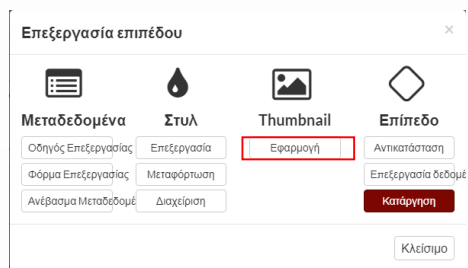 Επεξεργασία επιπέδου ×
Μεταδεδομένα Στυλ Thumbnail Επίπεδο
Οδηγός Επεξεργασίας Επεξεργασία Εφαρμογή Αντικατάσταση
Φόρμα Επεξεργασίας Μεταφόρτωση Επεξεργασία δεδομέ
Ανέβασμα Μεταδεδομέ Διαχείριση Κατάργηση
Κλείσιμο